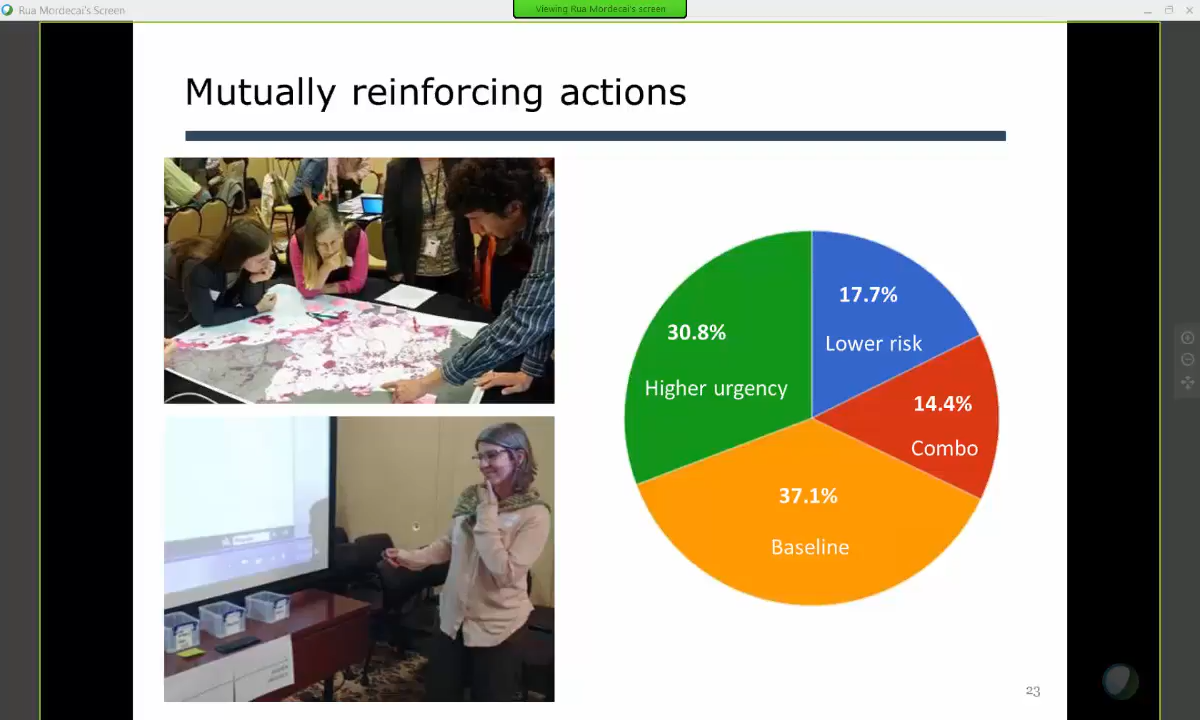 Rua Mordecai's Screen
Viewing Rua Mordecai's screen
Mutually reinforcing actions
17.7%
Lower risk
30.8%
Higher urgency
14.4%
Combo
37.1%
Baseline
23